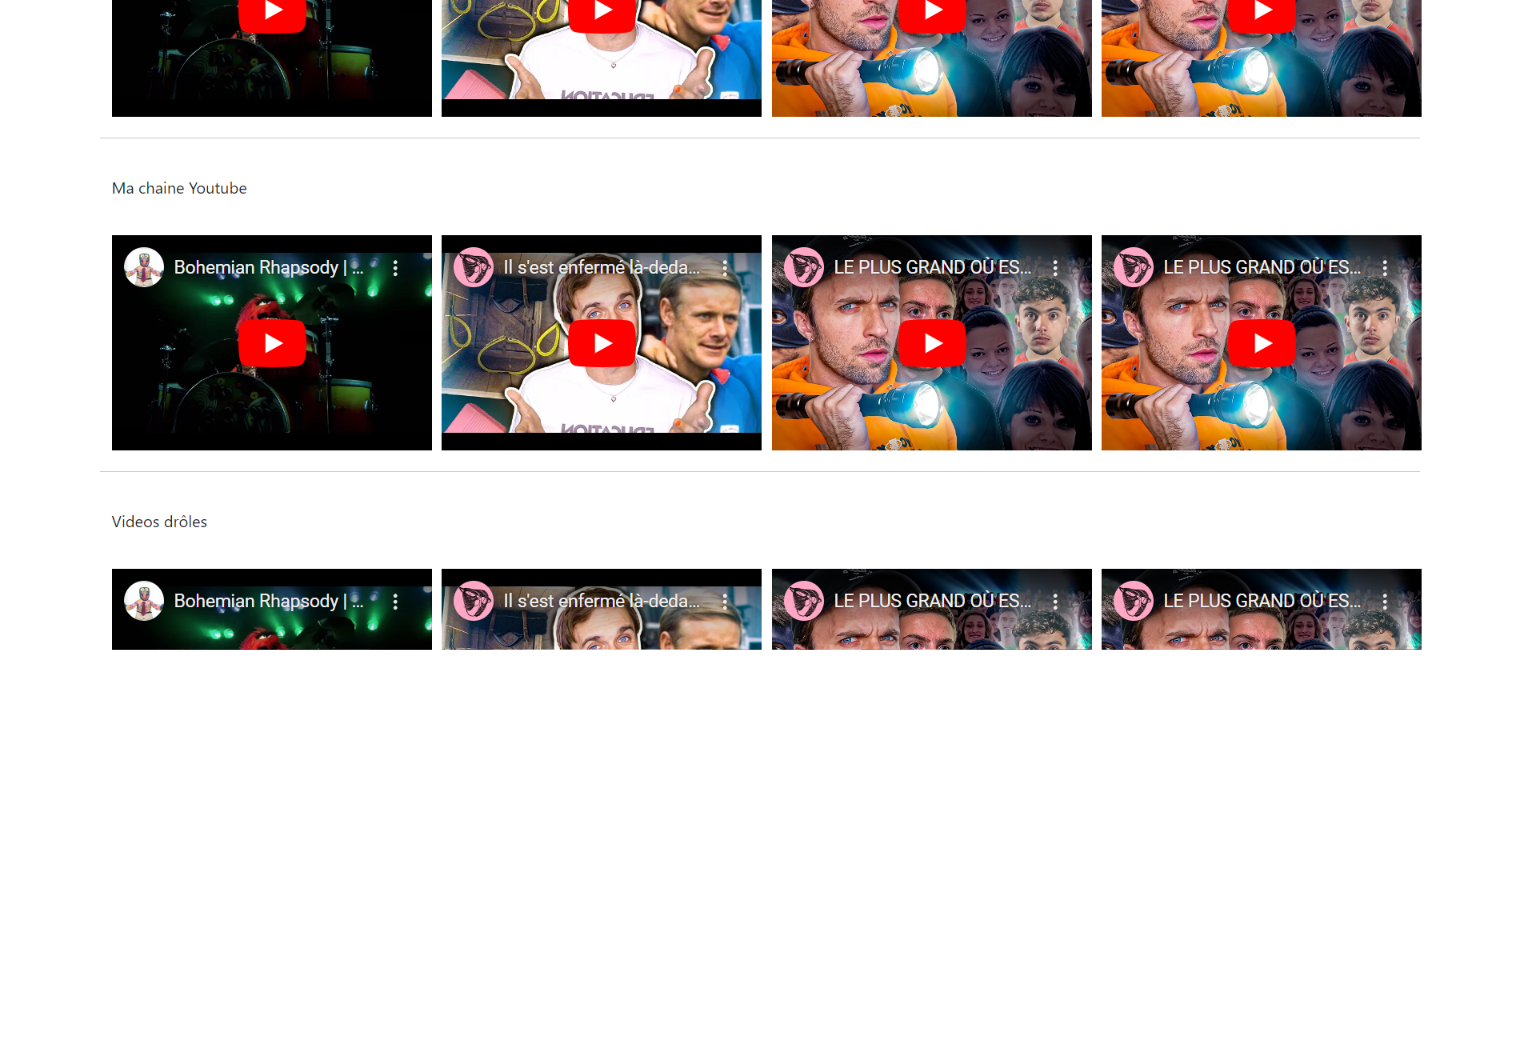 Ma chaine Youtube
Bohemian Rhapsody | ...
Il s'est enfermé là-deda...
LE PLUS GRAND OÙ ES...
LE PLUS GRAND OÙ ES...
Videos drôles
Bohemian Rhapsody | ...
Il s'est enfermé là-deda...
LE PLUS GRAND OÙ ES...
LE PLUS GRAND OÙ ES...